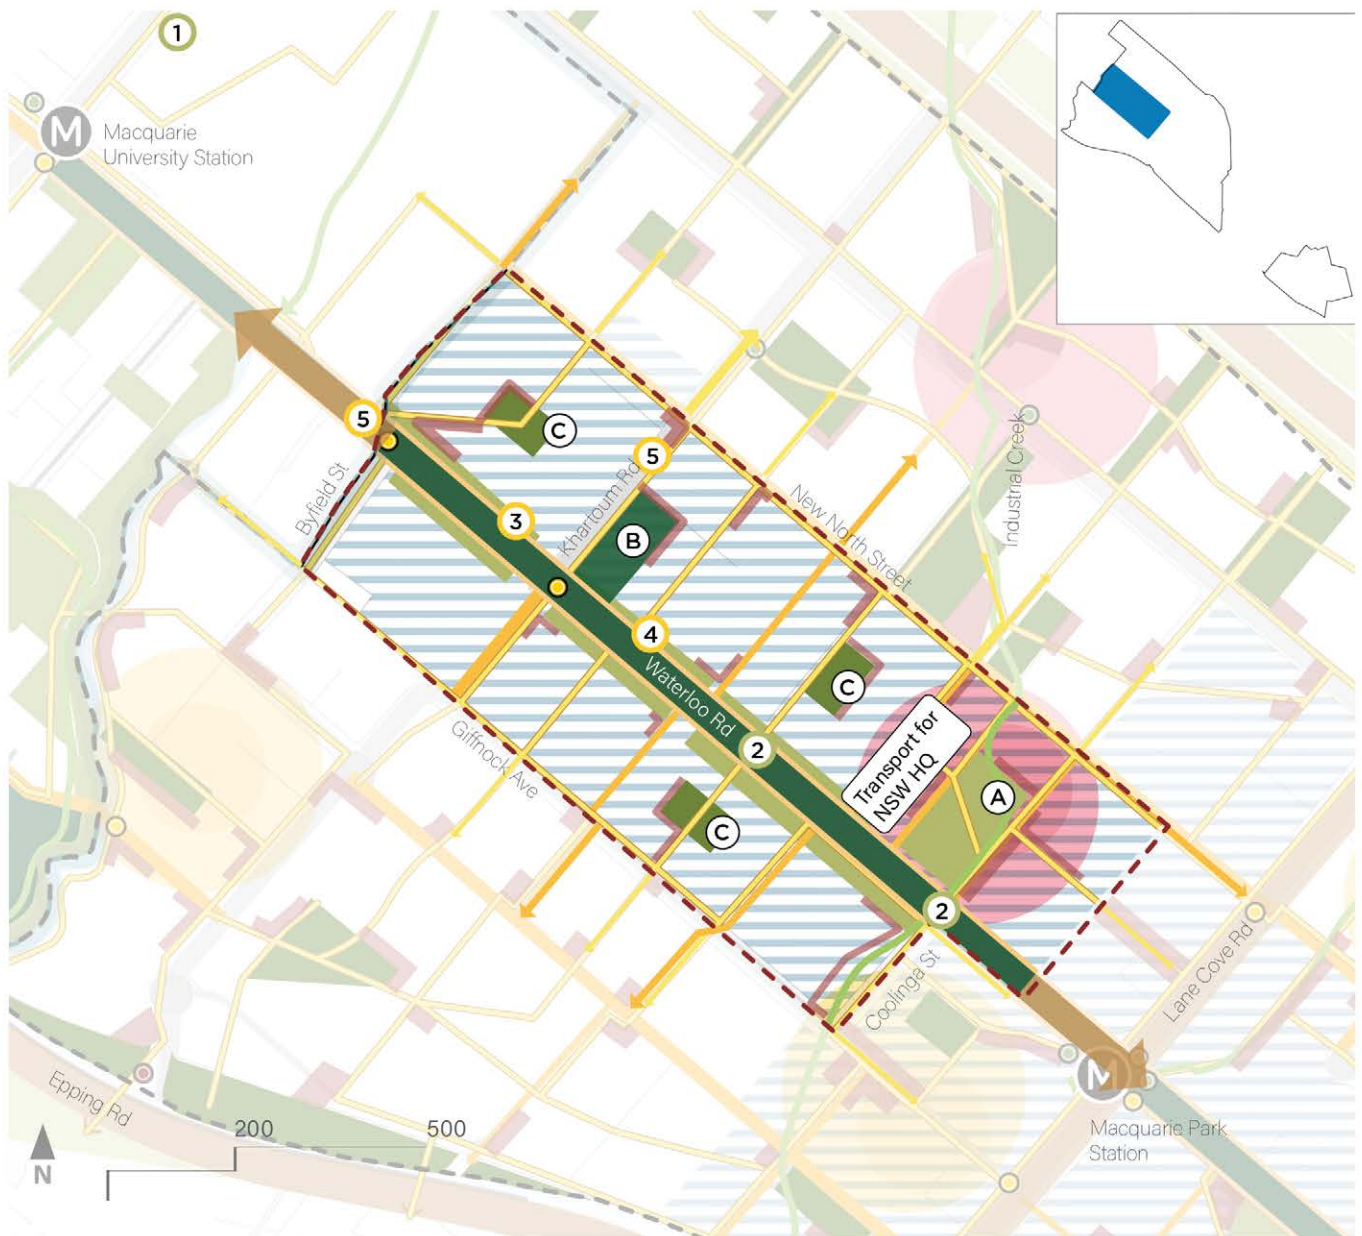 1
M
Macquarie
University Station
5
C
5
Byfield St
Khartoum Rd
3
B
New North Street
Industrial Creek
4
Waterloo Rd
C
2
Giffnock Ave
Transport for
NSW HQ
A
C
2
Coolinga St
Lane Cove Rd
M
Macquarie Park
Station
Epping Rd
200
500
N